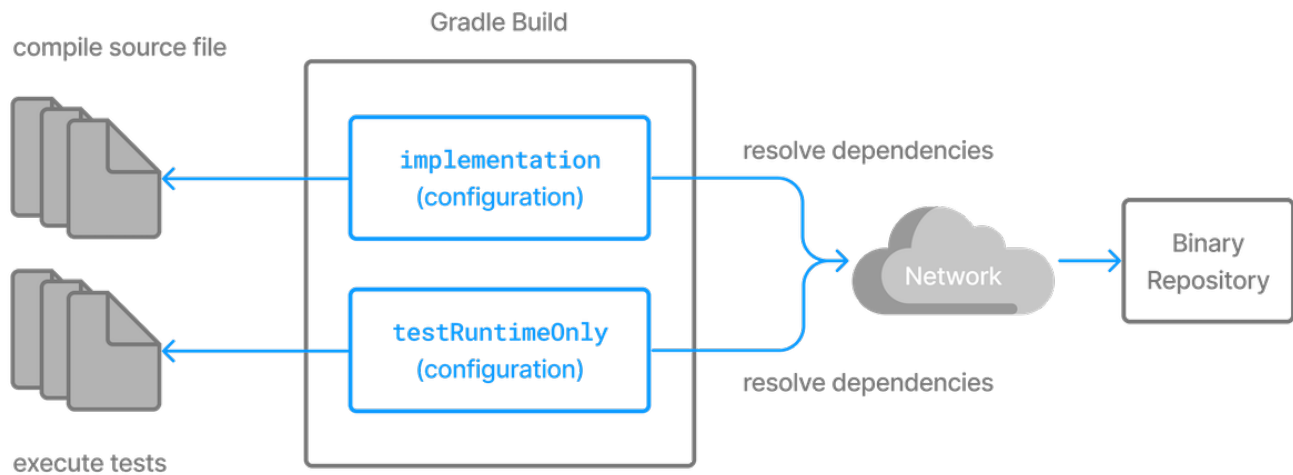 Gradle Build
compile source file
implementation
(configuration)
resolve dependencies
Network
Binary
Repository
testRuntimeOnly
(configuration)
resolve dependencies
execute tests